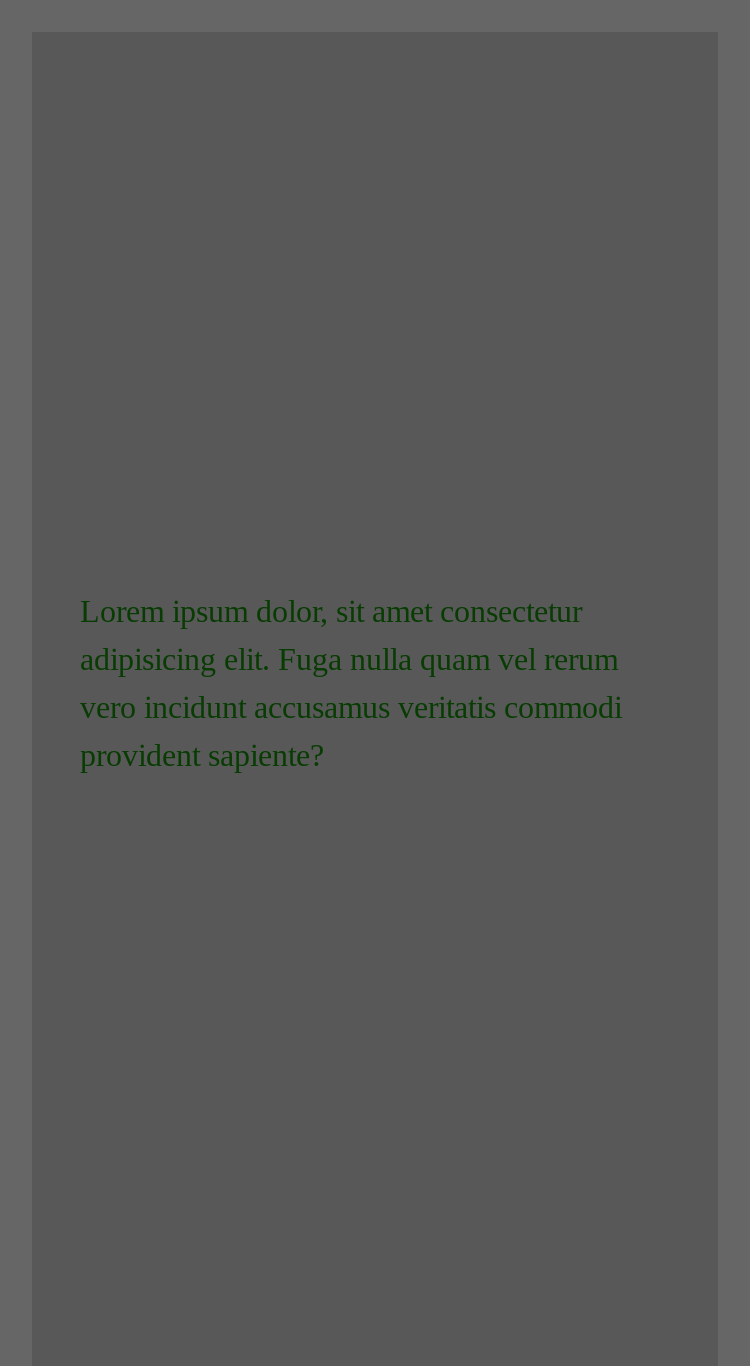 Lorem ipsum dolor, sit amet consectetur
adipisicing elit. Fuga nulla quam vel rerum
vero incidunt accusamus veritatis commodi
provident sapiente?